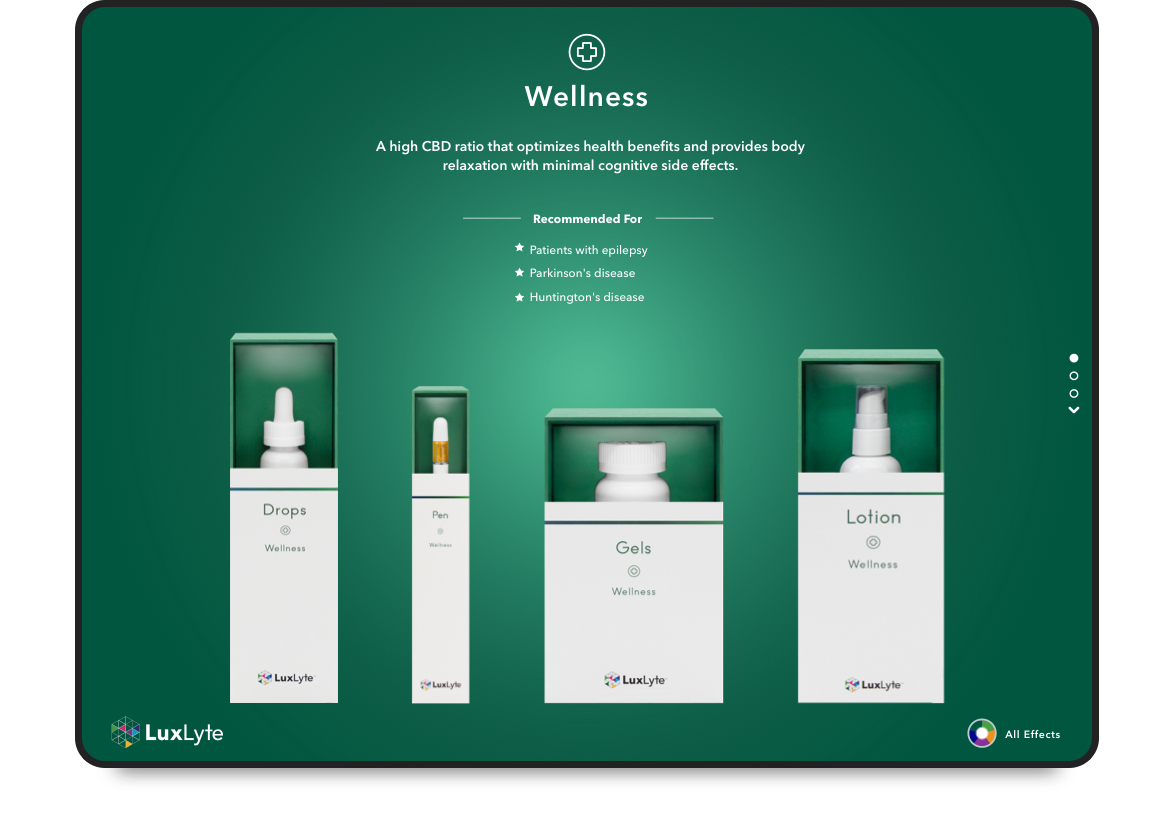 Wellness
A high CBD ratio that optimizes health benefits and provides body
relaxation with minimal cognitive side effects.
Recommended For
Patients with epilepsy
Parkinson's disease
Huntington's disease
Drops
Wellness
LuxLyte
Pen
Wellness
LuxLyte
Gels
Wellness
LuxLyte
Lotion
Wellness
LuxLyte
LuxLyte
All Effects